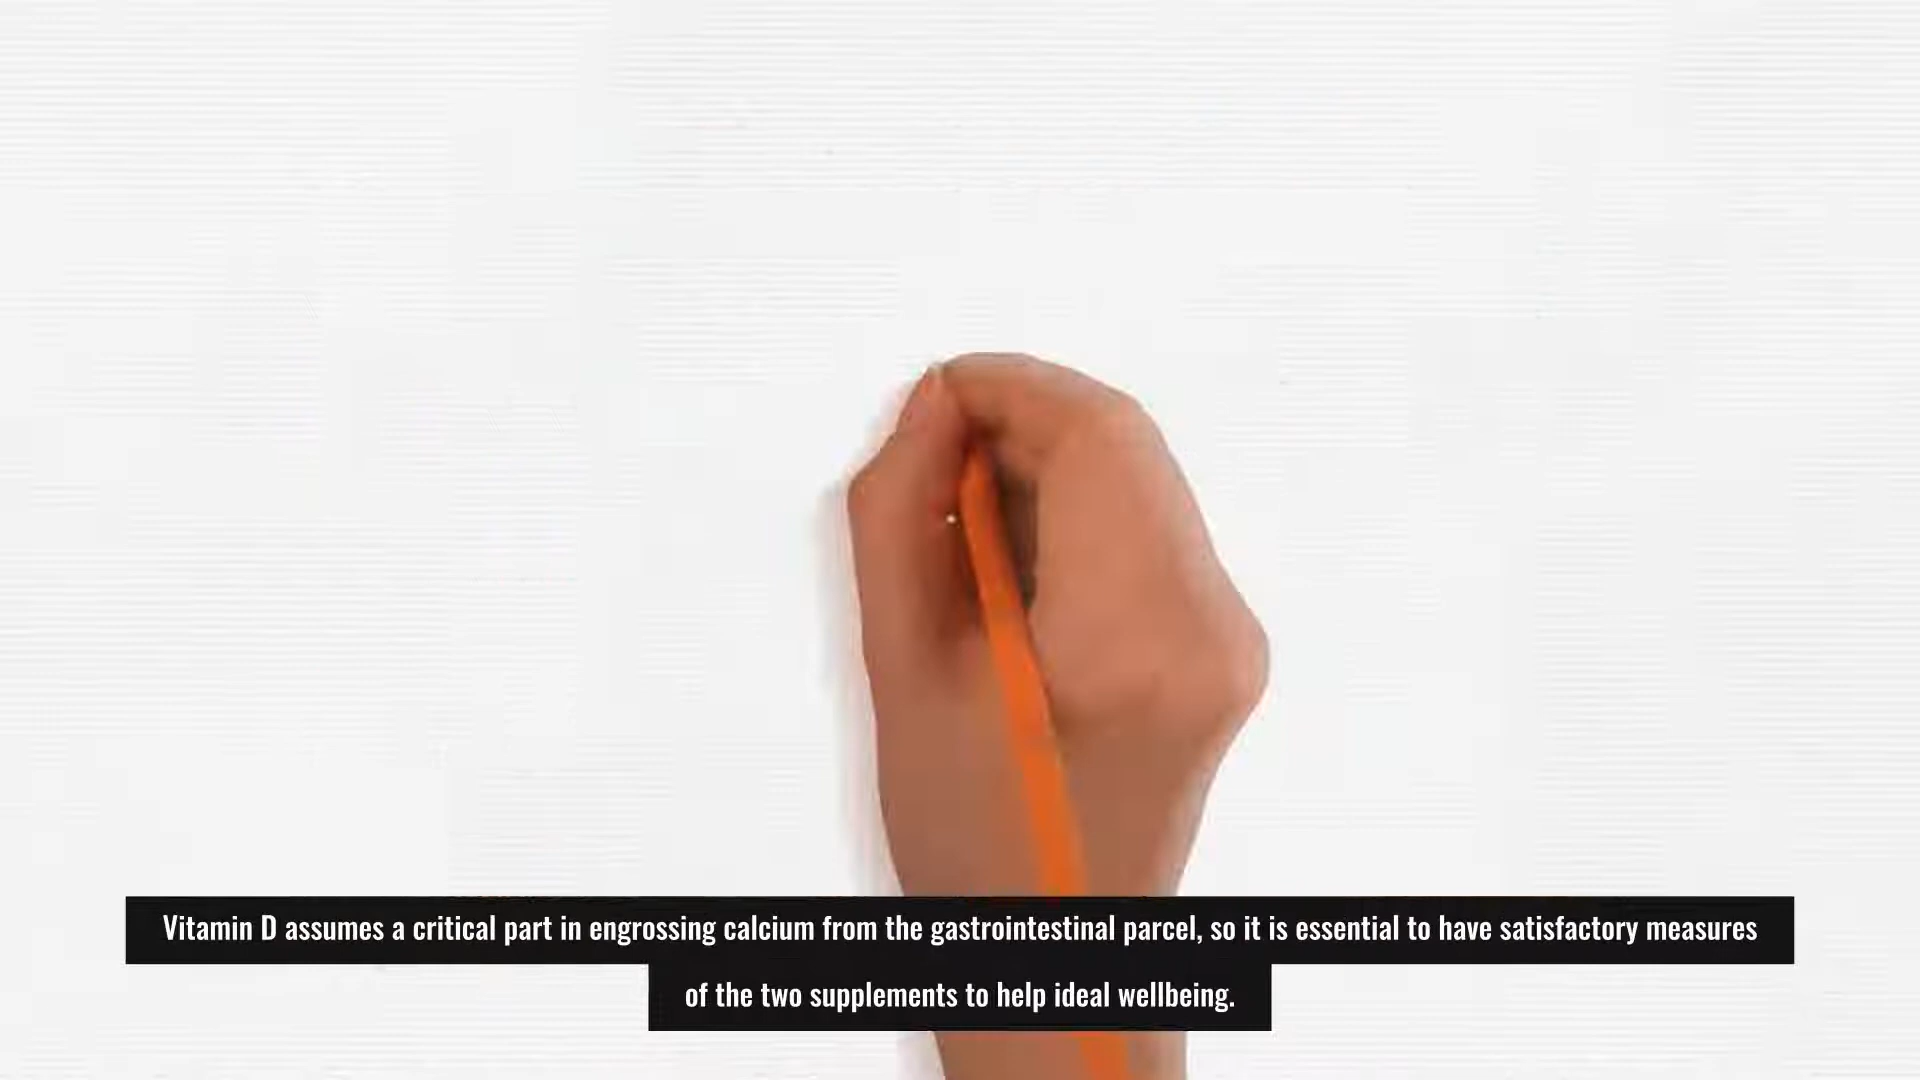 Vitamin D assumes a critical part in engrossing calcium from the gastrointestinal parcel, so it is essential to have satisfactory measures
of the two supplements to help ideal wellbeing.